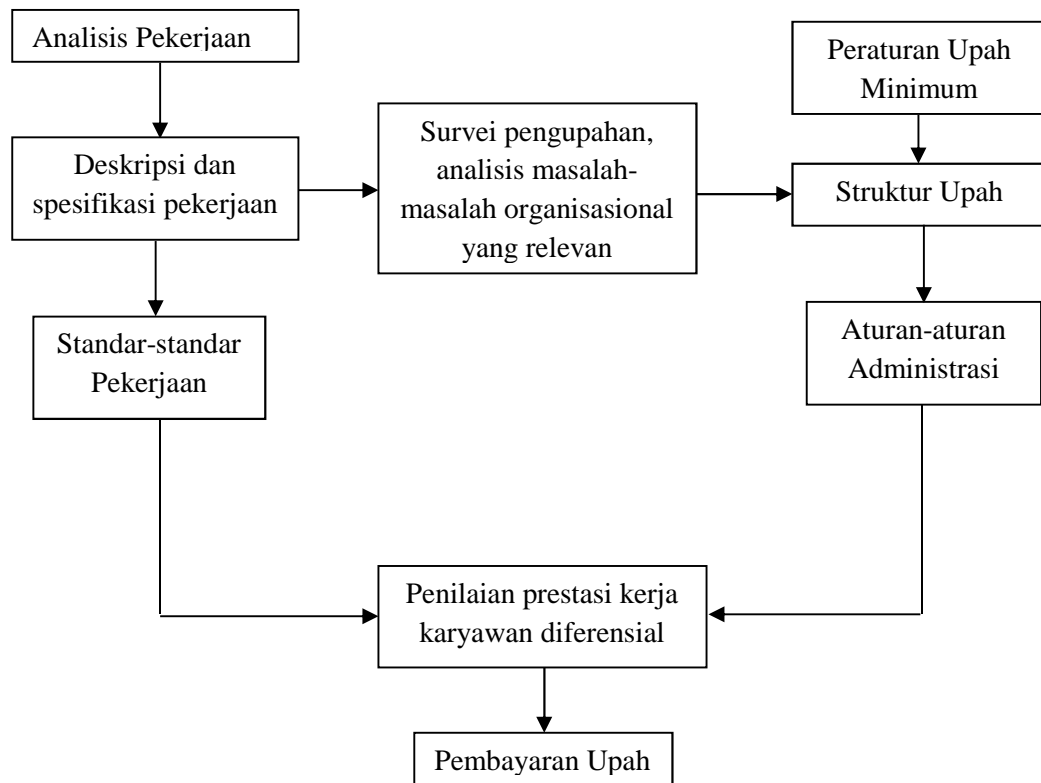 Analisis Pekerjaan
Peraturan Upah
Minimum
Deskripsi dan
spesifikasi pekerjaan
Survei pengupahan,
analisis masalah-
masalah organisasional
yang relevan
Struktur Upah
Standar-standar
Pekerjaan
Aturan-aturan
Administrasi
Penilaian prestasi kerja
karyawan diferensial
Pembayaran Upah